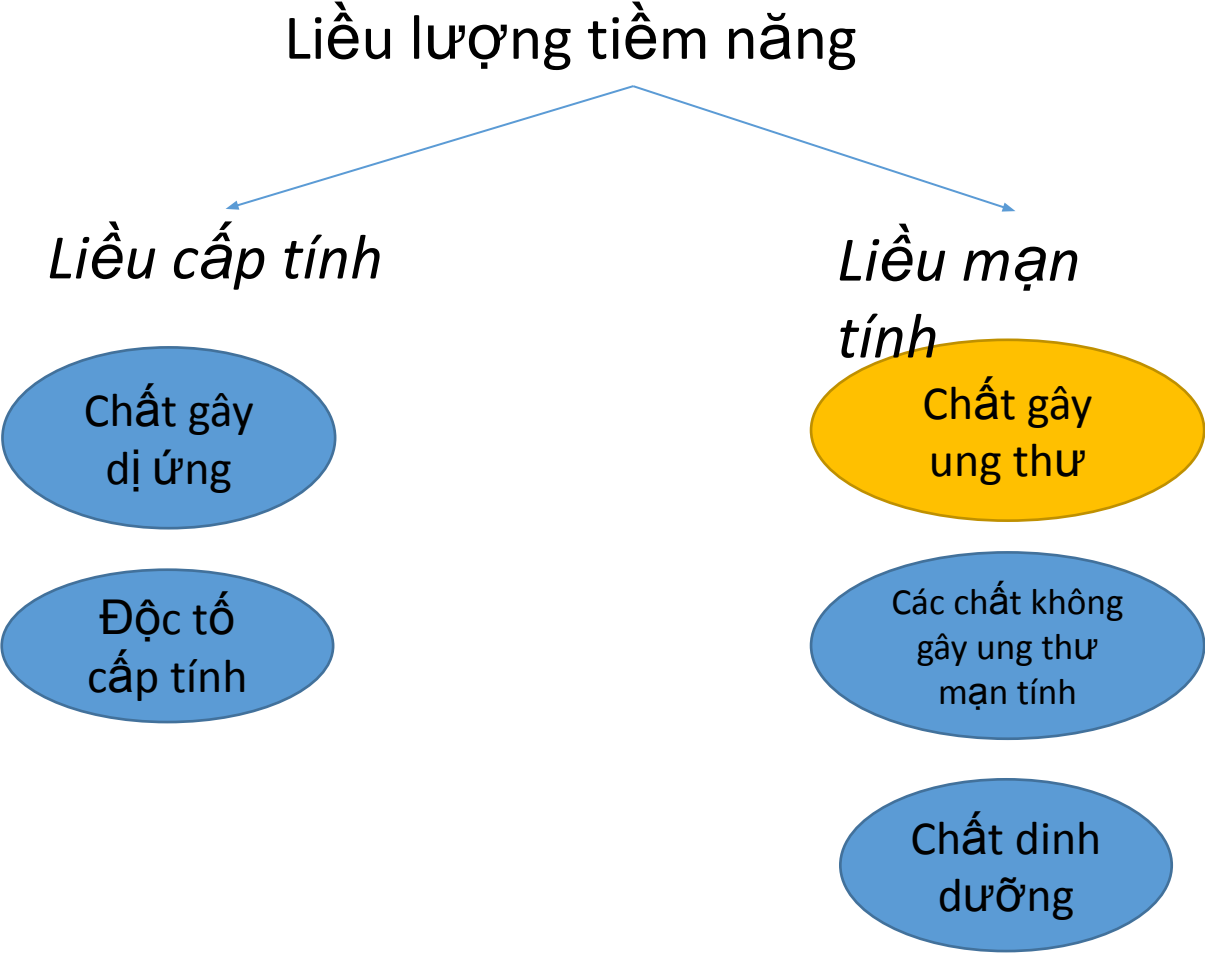 Liều lượng tiềm năng
Liều cấp tính
Liều mạn
tính
Chất gây
dị ứng
Độc tố
cấp tính
Chất gây
ung thư
Các chất không
gây ung thư
mạn tính
Chất dinh
dưỡng